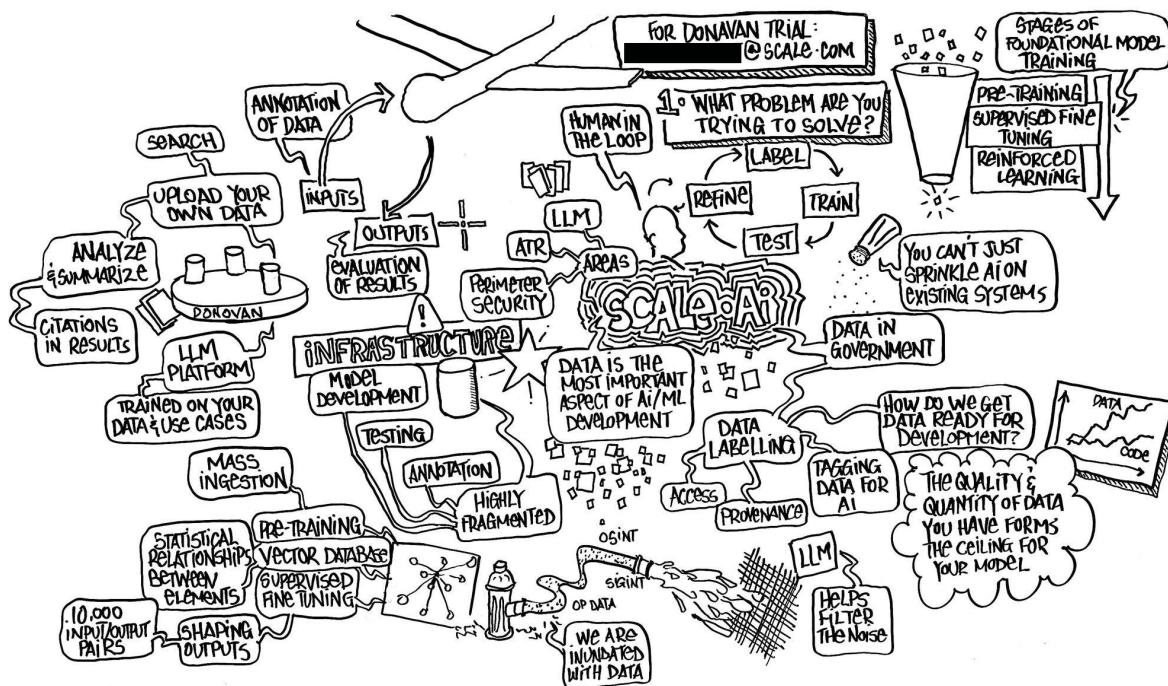 FOR DONAVAN TRIAL:
@SCALE.COM
STAGES OF
FOUNDATIONAL MODEL
TRAINING
PRE-TRAINING
SUPERVISED FINE
TUNING
REINFORCED
LEARNING
1. WHAT PROBLEM ARE YOU
TRYING TO SOLVE?
LABEL
TRAIN
TEST
REFINE
HUMAN IN
THE LOOP
ANNOTATION
OF DATA
INPUTS
OUTPUTS
EVALUATION
OF RESULTS
SEARCH
UPLOAD YOUR
OWN DATA
ANALYZE
& SUMMARIZE
CITATIONS
IN RESULTS
DONOVAN
LLM
PLATFORM
TRAINED ON YOUR
DATA & USE CASES
LLM
ATR
AREAS
PERIMETER
SECURITY
SCALE.Ai
YOU CAN'T JUST
SPRINKLE AI ON
EXISTING SYSTEMS
!
INFRASTRUCTURE
MODEL
DEVELOPMENT
TESTING
ANNOTATION
HIGHLY
FRAGMENTED
DATA IS THE
MOST IMPORTANT
ASPECT OF Ai/ML
DEVELOPMENT
DATA IN
GOVERNMENT
DATA
LABELLING
ACCESS
PROVENANCE
TAGGING
DATA FOR
AI
HOW DO WE GET
DATA READY FOR
DEVELOPMENT?
DATA
CODE
THE QUALITY &
QUANTITY OF DATA
YOU HAVE FORMS
THE CEILING FOR
YOUR MODEL
MASS
INGESTION
PRE-TRAINING
STATISTICAL
RELATIONSHIPS
BETWEEN
ELEMENTS
VECTOR DATABASE
SUPERVISED
FINE TUNING
10,000
INPUT/OUTPUT
PAIRS
SHAPING
OUTPUTS
OSINT
SIGINT
OP DATA
WE ARE
INUNDATED
WITH DATA
LLM
HELPS
FILTER
THE NOISE